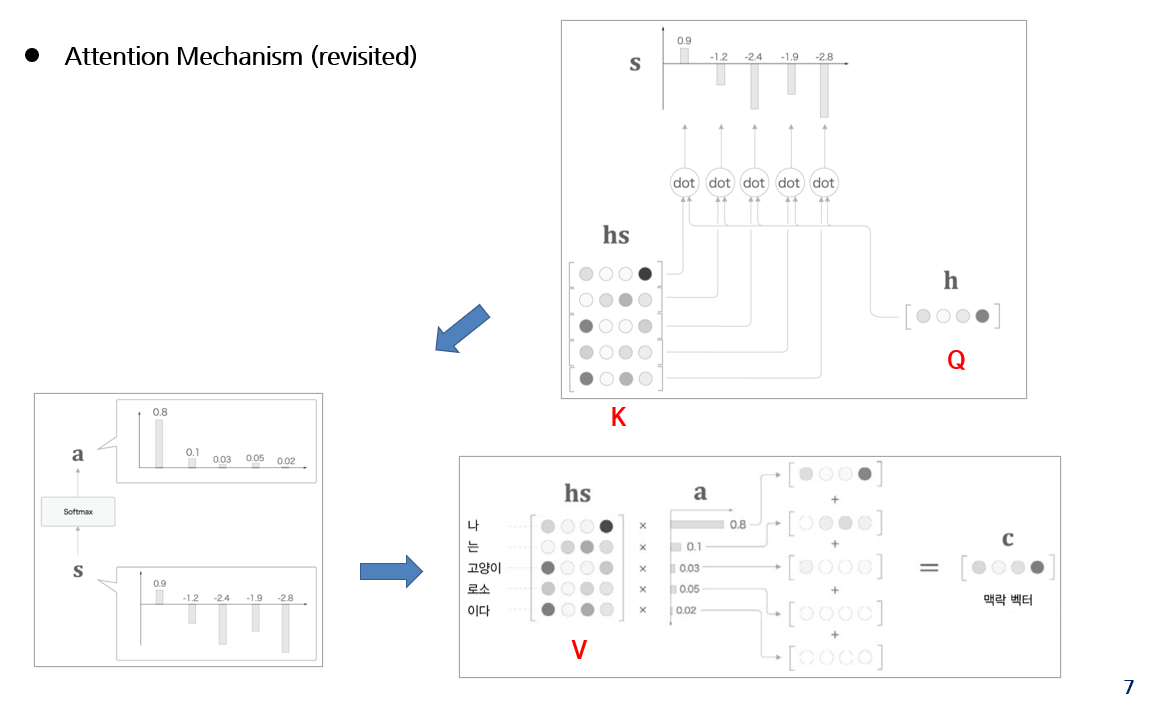 ● Attention Mechanism (revisited)
s
0.9 -1.2 -2.4 -1.9 -2.8
dot dot dot dot dot
hs
h
Q
K
a
0.8 0.1 0.03 0.05 0.02
Softmax
s
0.9 -1.2 -2.4 -1.9 -2.8
hs a
나 × 0.8
+
는 × 0.1
+
고양이 × 0.03
+
로소 × 0.05
+
이다 × 0.02
V
=
c
맥락 벡터
7